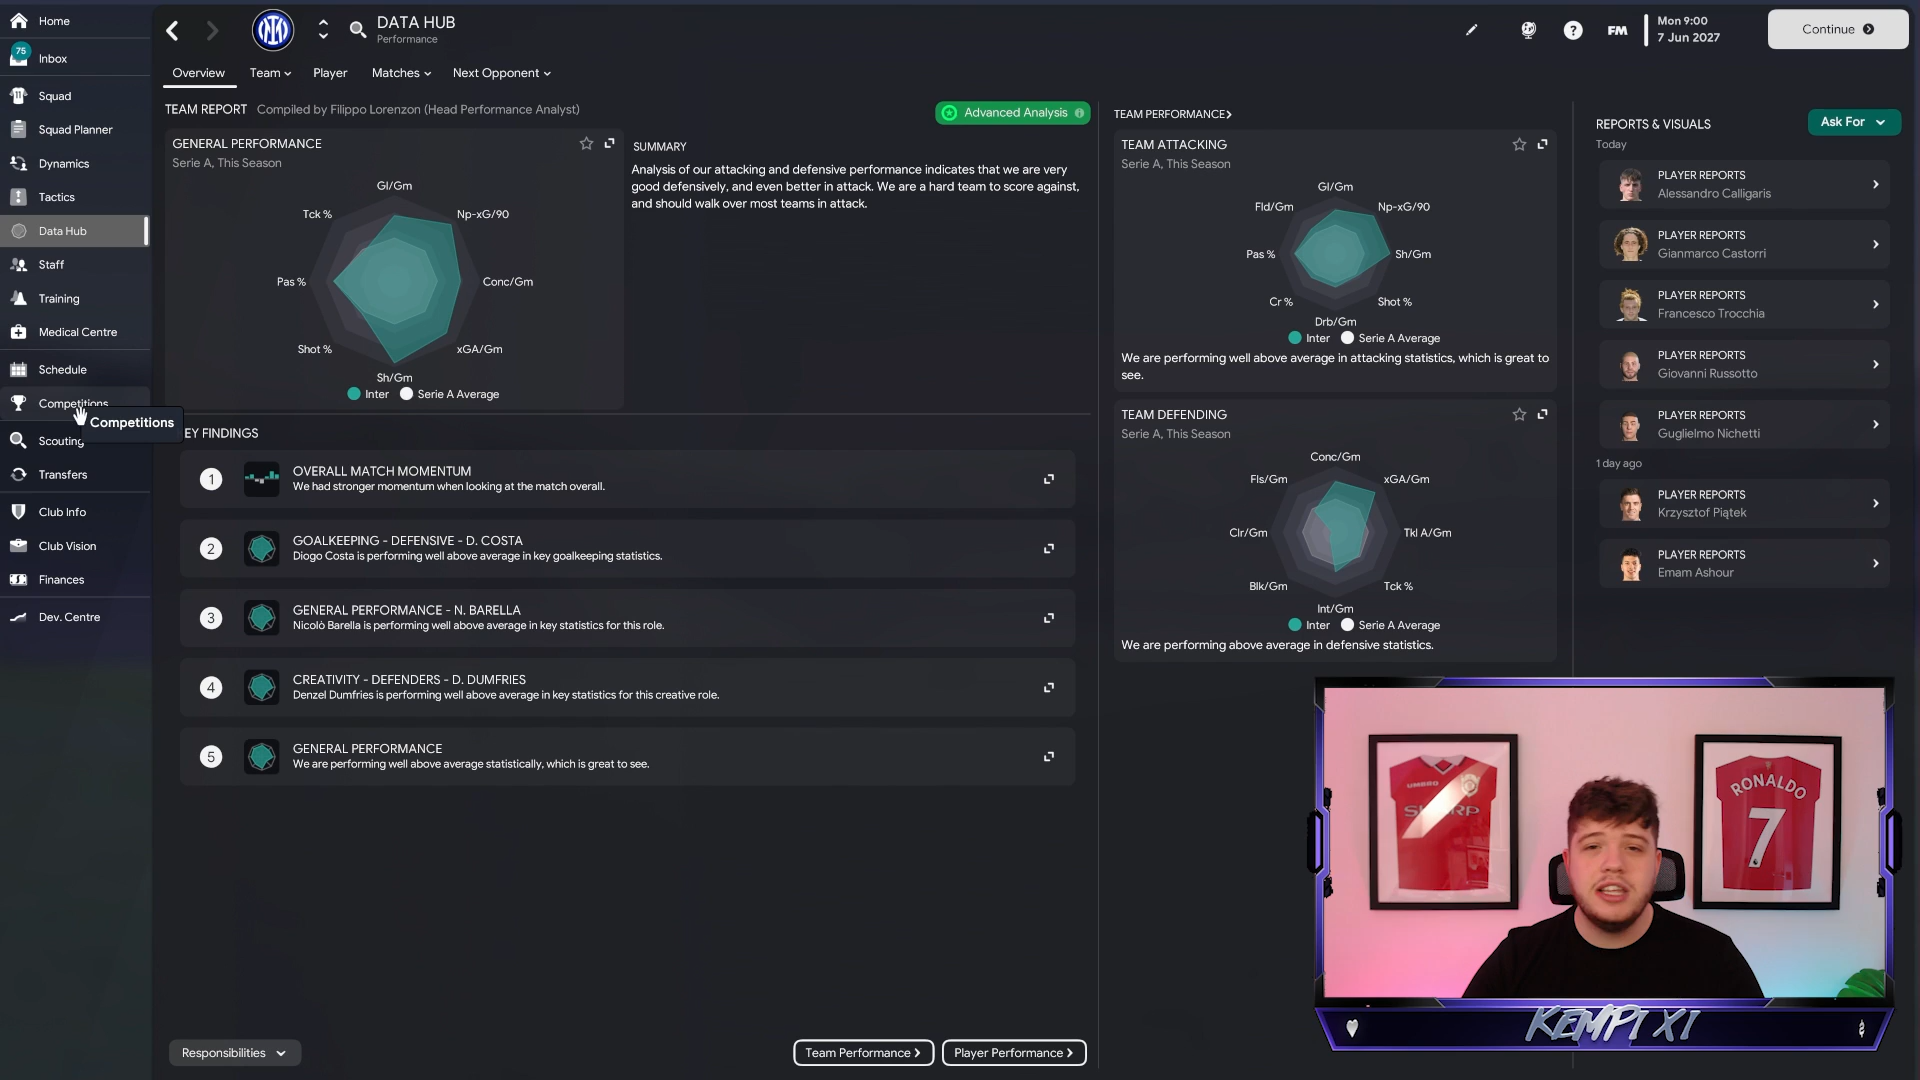 Home
75
Inbox
Squad
Squad Planner
Dynamics
Tactics
Data Hub
Staff
Training
Medical Centre
Schedule
Competitions
Competitions
Scouting
Transfers
Club Info
Club Vision
Finances
Dev. Centre
DATA HUB
Performance
FM
Mon 9:00
7 Jun 2027
Continue
Overview
Team
Player
Matches
Next Opponent
TEAM REPORT Compiled by Filippo Lorenzon (Head Performance Analyst)
Advanced Analysis
GENERAL PERFORMANCE
Serie A, This Season
Gl/Gm
Tck %
Np-xG/90
Pas %
Conc/Gm
Shot %
xGA/Gm
Sh/Gm
Inter
Serie A Average
SUMMARY
Analysis of our attacking and defensive performance indicates that we are very
good defensively, and even better in attack. We are a hard team to score against,
and should walk over most teams in attack.
EY FINDINGS
1
OVERALL MATCH MOMENTUM
We had stronger momentum when looking at the match overall.
2
GOALKEEPING - DEFENSIVE - D. COSTA
Diogo Costa is performing well above average in key goalkeeping statistics.
3
GENERAL PERFORMANCE - N. BARELLA
Nicolò Barella is performing well above average in key statistics for this role.
4
CREATIVITY - DEFENDERS - D. DUMFRIES
Denzel Dumfries is performing well above average in key statistics for this creative role.
5
GENERAL PERFORMANCE
We are performing well above average statistically, which is great to see.
Responsibilities
Team Performance
Player Performance
TEAM PERFORMANCE
TEAM ATTACKING
Serie A, This Season
Gl/Gm
Fld/Gm
Np-xG/90
Pas %
Sh/Gm
Cr %
Shot %
Drb/Gm
Inter
Serie A Average
We are performing well above average in attacking statistics, which is great to
see.
TEAM DEFENDING
Serie A, This Season
Conc/Gm
Fls/Gm
xGA/Gm
Clr/Gm
Tkl A/Gm
Blk/Gm
Tck %
Int/Gm
Inter
Serie A Average
We are performing above average in defensive statistics.
REPORTS & VISUALS
Ask For
Today
PLAYER REPORTS
Alessandro Calligaris
PLAYER REPORTS
Gianmarco Castorri
PLAYER REPORTS
Francesco Trocchia
PLAYER REPORTS
Giovanni Russotto
PLAYER REPORTS
Guglielmo Nichetti
1 day ago
PLAYER REPORTS
Krzysztof Piątek
PLAYER REPORTS
Emam Ashour
UMBRO
SHARP
RONALDO
7
KEMPI XI